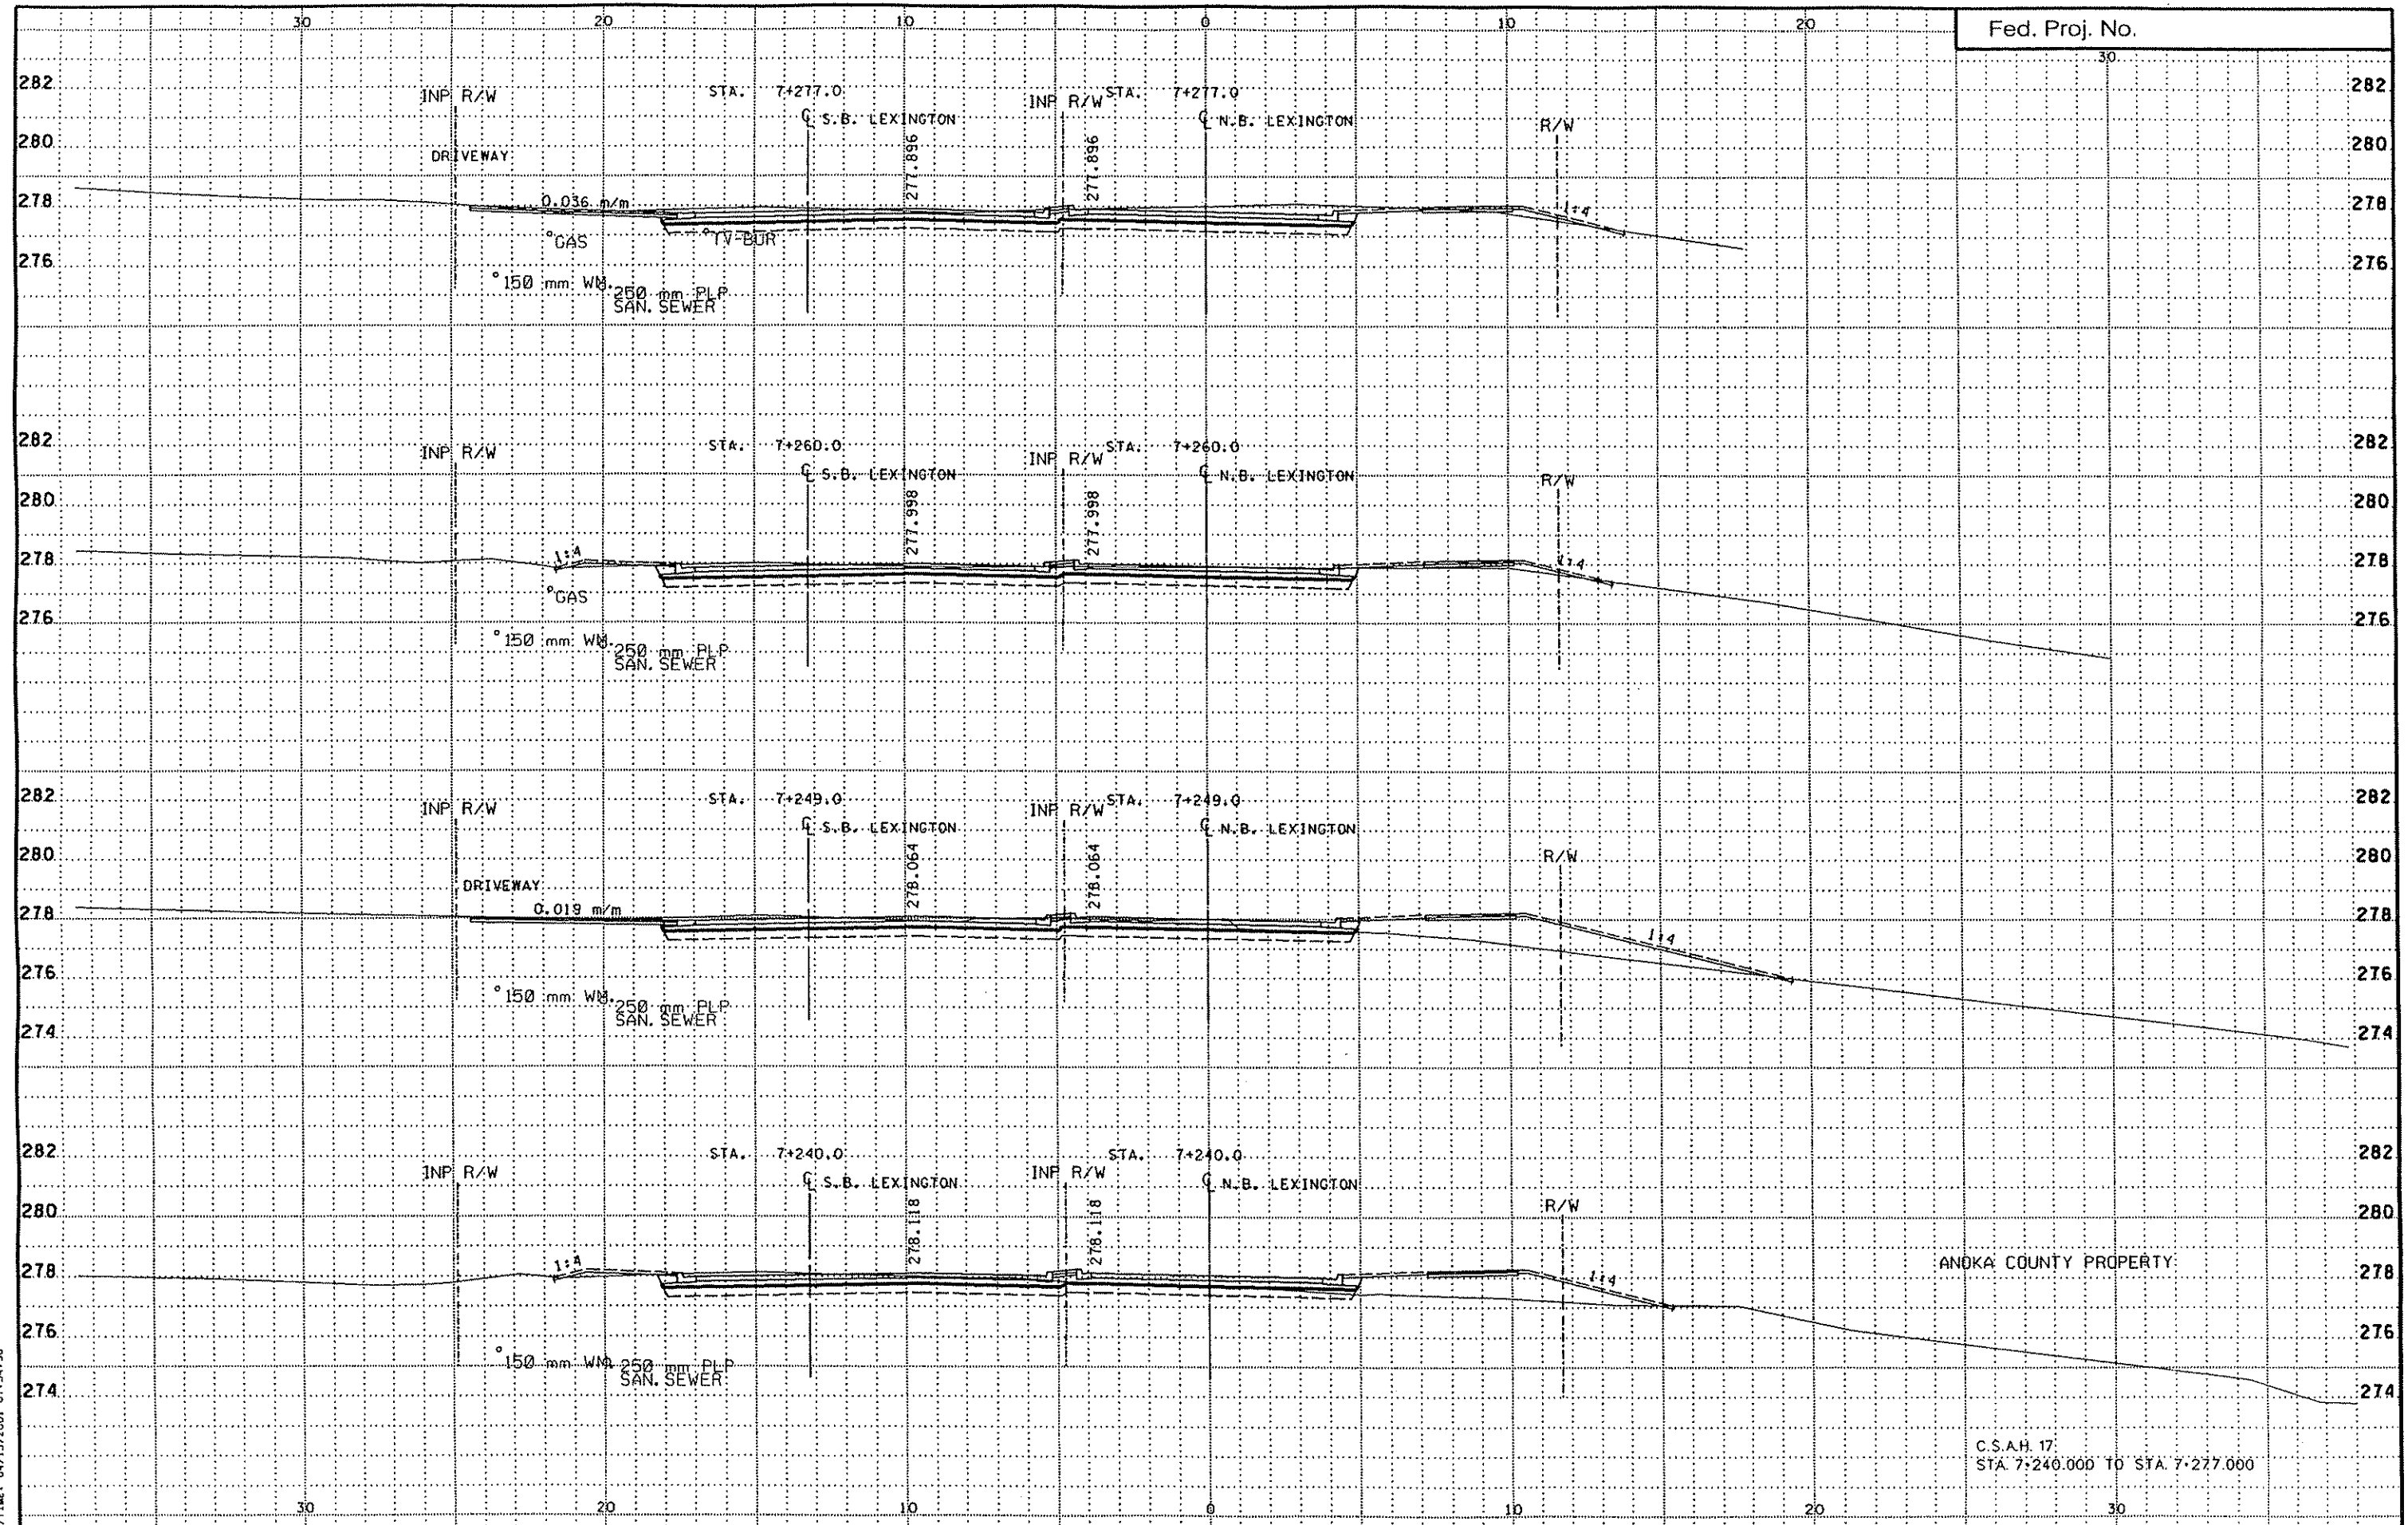 30 20 10 0 10 20
Fed. Proj. No.
30
282 INP R/W STA. 7+277.0 INP R/W STA. 7+277.0 282
℄ S.B. LEXINGTON ℄ N.B. LEXINGTON R/W
280 DRIVEWAY 277.896 277.896 280
278 0.036 m/m 1:4 278
°GAS °TV-BUR
276 276
°150 mm WM. 250 mm PLP
SAN. SEWER
282 INP R/W STA. 7+260.0 INP R/W STA. 7+260.0 282
℄ S.B. LEXINGTON ℄ N.B. LEXINGTON R/W
280 277.998 277.998 280
278 1:4 1:4 278
°GAS
276 276
°150 mm WM. 250 mm PLP
SAN. SEWER
282 INP R/W STA. 7+249.0 INP R/W STA. 7+249.0 282
℄ S.B. LEXINGTON ℄ N.B. LEXINGTON
280 278.064 278.064 R/W 280
DRIVEWAY
278 0.019 m/m 278
1:4
276 276
°150 mm WM. 250 mm PLP
SAN. SEWER
274 274
282 STA. 7+240.0 STA. 7+240.0 282
INP R/W ℄ S.B. LEXINGTON INP R/W ℄ N.B. LEXINGTON
280 278.118 278.118 R/W 280
ANOKA COUNTY PROPERTY
278 1:4 1:4 278
276 276
°150 mm WM. 250 mm PLP
SAN. SEWER
274 274
C.S.A.H. 17
STA. 7+240.000 TO STA. 7+277.000
30 20 10 0 10 20 30